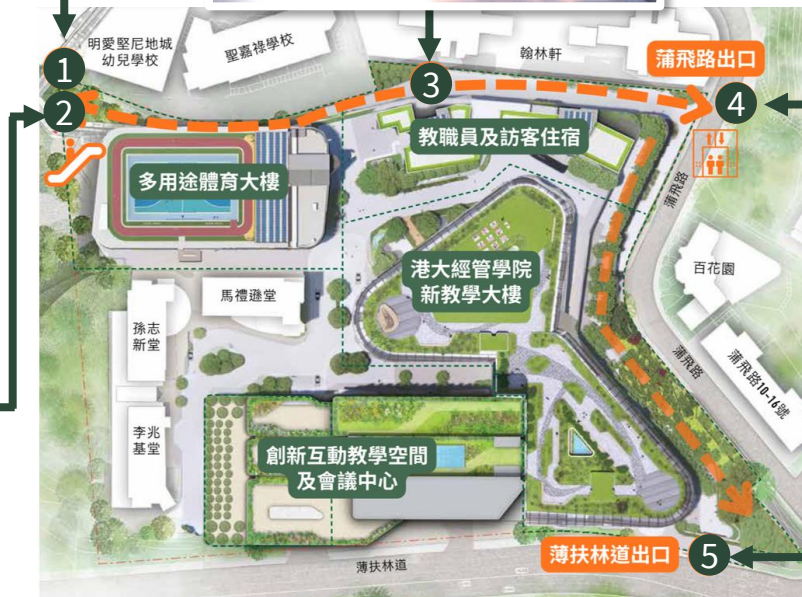 明愛堅尼地城
幼兒學校
聖嘉祿學校
翰林軒
蒲飛路出口
1
2
3
4
教職員及訪客住宿
多用途體育大樓
蒲飛路
港大經管學院
新教學大樓
百花園
馬禮遜堂
孫志
新堂
蒲飛路
蒲飛路10-16號
李兆
基堂
創新互動教學空間
及會議中心
薄扶林道出口
5
薄扶林道